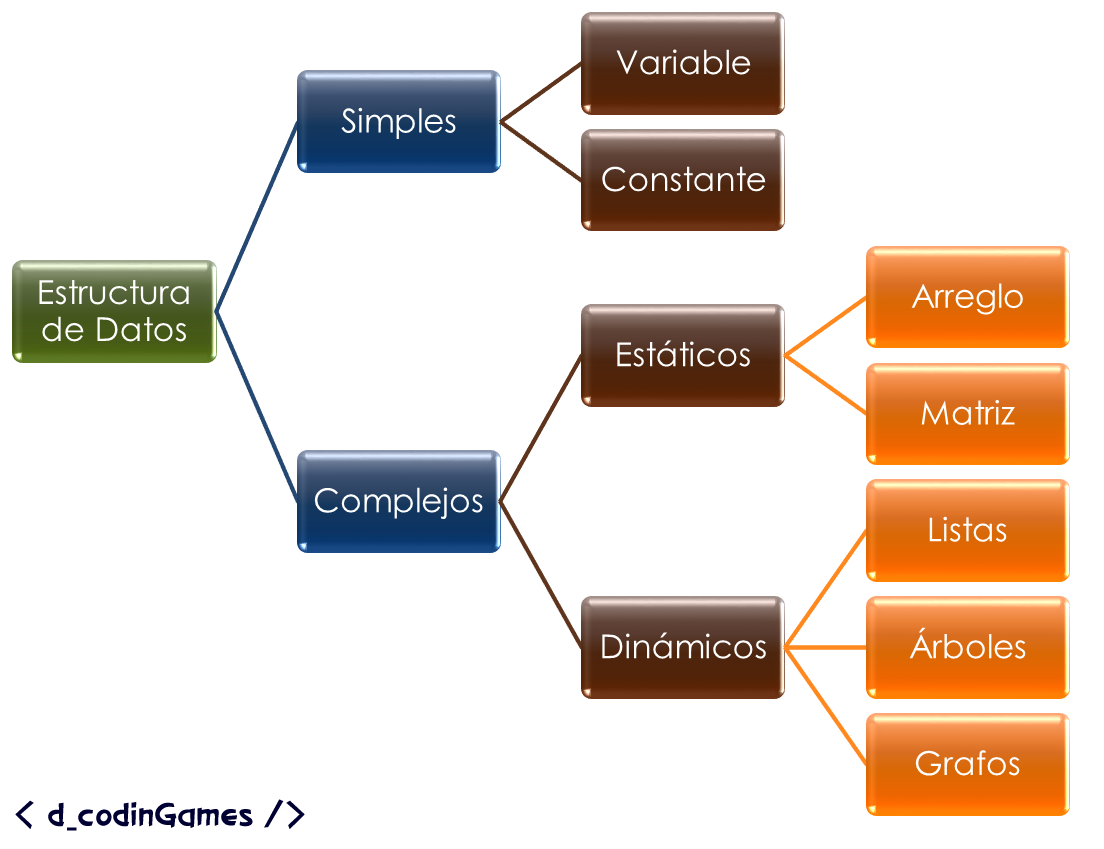 Estructura
de Datos
Simples
Variable
Constante
Complejos
Estáticos
Arreglo
Matriz
Dinámicos
Listas
Árboles
Grafos
< d_codinGames />